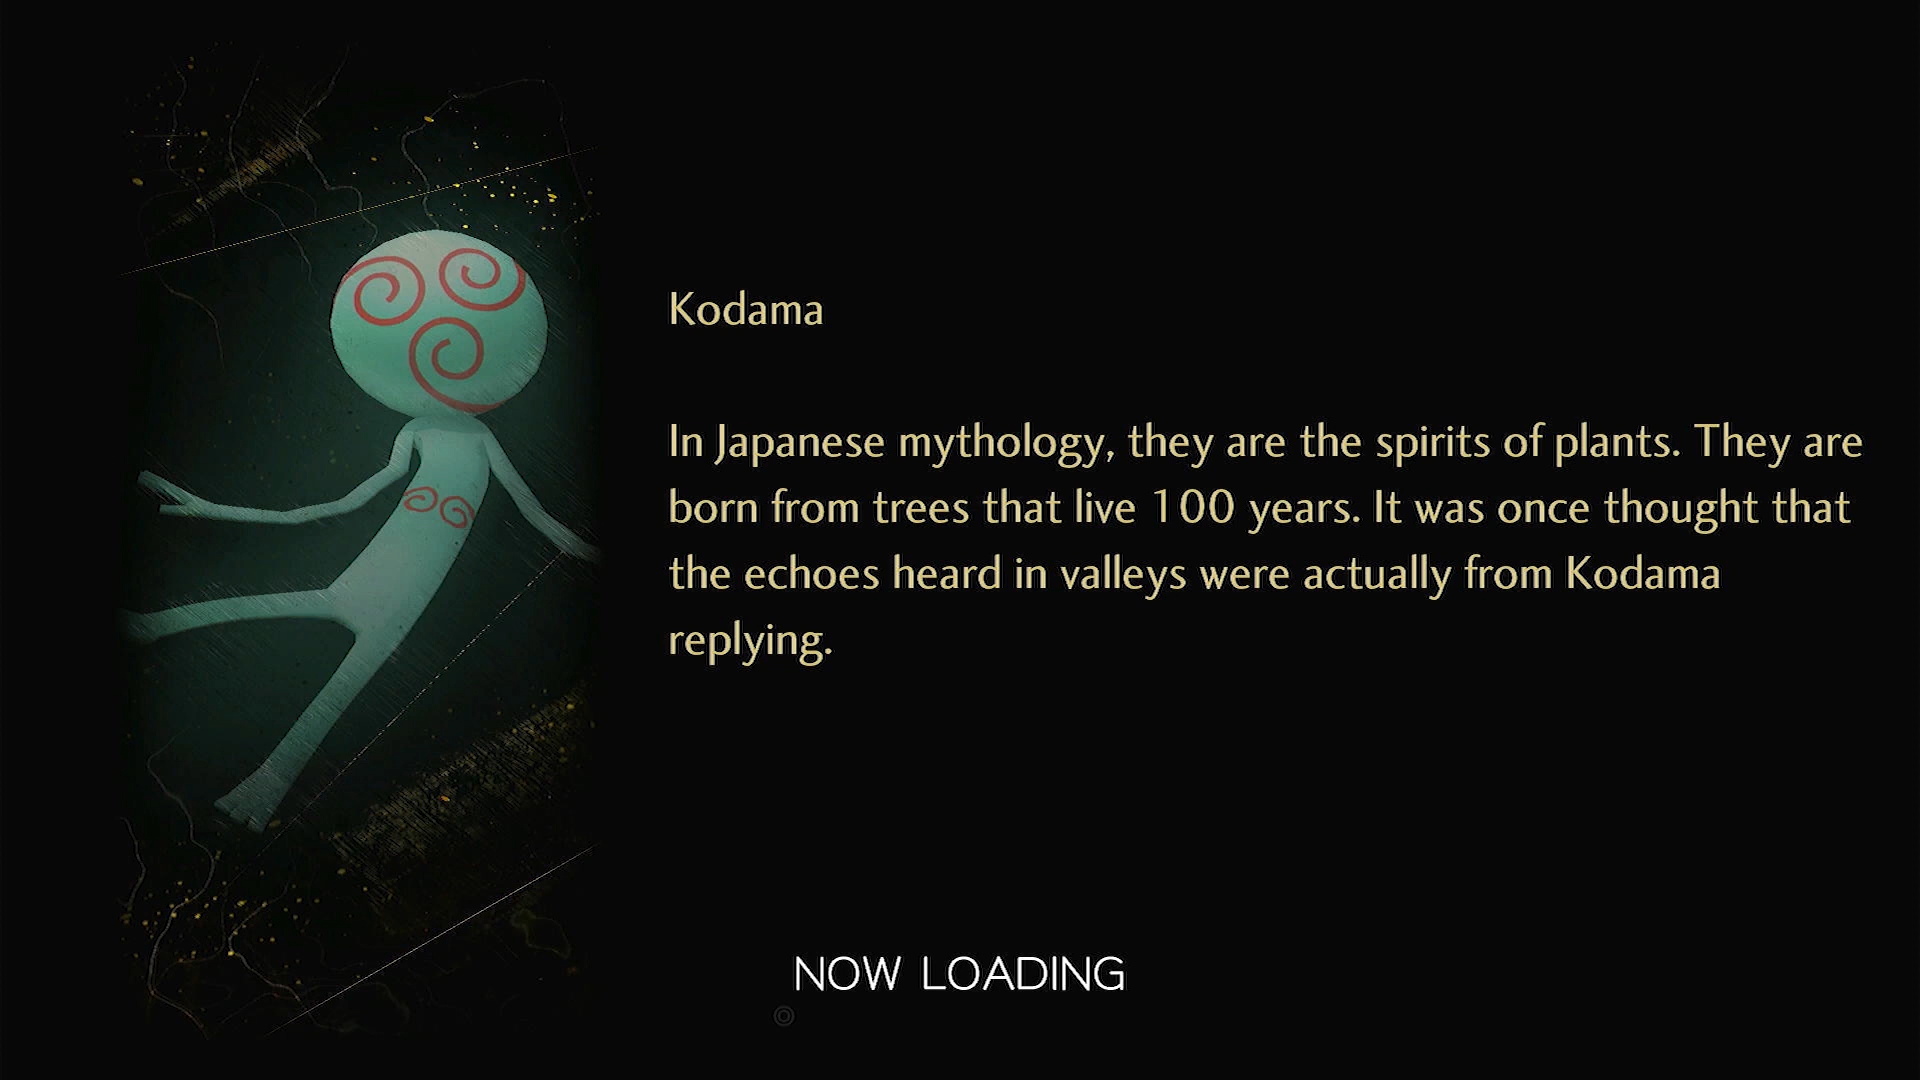 Kodama
In Japanese mythology, they are the spirits of plants. They are
born from trees that live 100 years. It was once thought that
the echoes heard in valleys were actually from Kodama
replying.
NOW LOADING